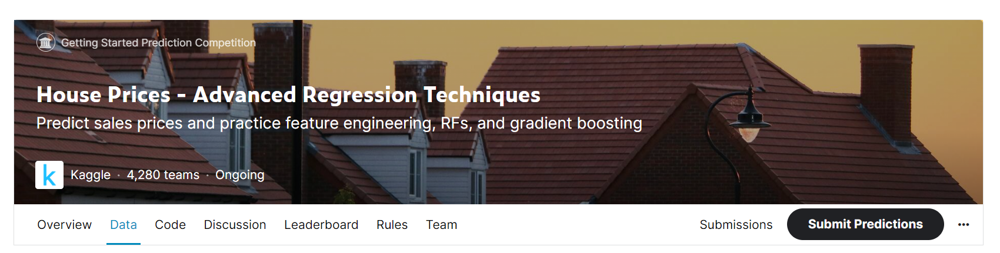 Getting Started Prediction Competition
House Prices - Advanced Regression Techniques
Predict sales prices and practice feature engineering, RFs, and gradient boosting
k Kaggle · 4,280 teams · Ongoing
Overview Data Code Discussion Leaderboard Rules Team Submissions Submit Predictions